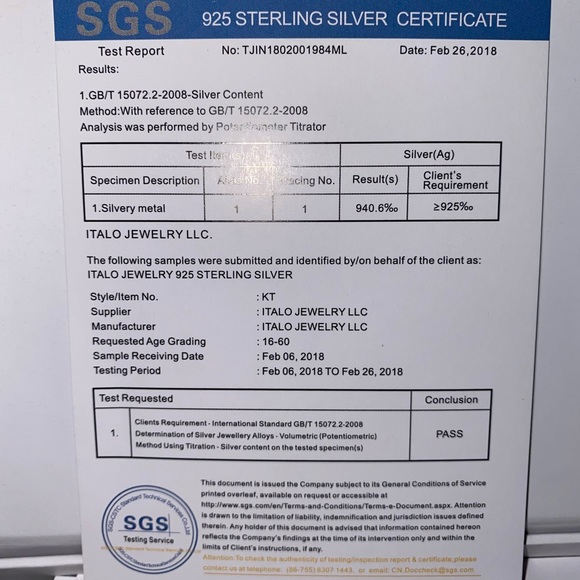 SGS 925 STERLING SILVER CERTIFICATE
Test Report No: TJIN1802001984ML Date: Feb 26,2018
Results:
1.GB/T 15072.2-2008-Silver Content
Method:With reference to GB/T 15072.2-2008
Analysis was performed by Titrator
Test Silver(Ag)
Specimen Description No. Result(s) Client's Requirement
1.Silvery metal 1 1 940.6‰ ≥925‰
ITALO JEWELRY LLC.
The following samples were submitted and identified by/on behalf of the client as:
ITALO JEWELRY 925 STERLING SILVER
Style/Item No. : KT
Supplier : ITALO JEWELRY LLC
Manufacturer : ITALO JEWELRY LLC
Requested Age Grading : 16-60
Sample Receiving Date : Feb 06, 2018
Testing Period : Feb 06, 2018 TO Feb 26, 2018
Test Requested Conclusion
1. Clients Requirement - International Standard GB/T 15072.2-2008
Determination of Silver Jewellery Alloys - Volumetric (Potentiometric)
Method Using Titration - Silver content on the tested specimen(s)
PASS
This document is issued the Company subject to its General Conditions of Service
printed overleaf, available on request or accessible at
http://www.sgs.com/en/Terms-and-Conditions/Terms-e-Document.aspx. Attention
is drawn to the limitation of liability, indemnification and jurisdiction issues defined
therein. Any holder of this document is advised that information contained hereon
reflects the Company's findings at the time of its intervention only and within the
limits of Client's instructions, if any.
Attention:To check the authenticity of testing/inspection report & certificate,please
contact us at telephone: (86-755) 8307 1443, or email: CN.Doccheck@sgs.com
SGS
Testing Service